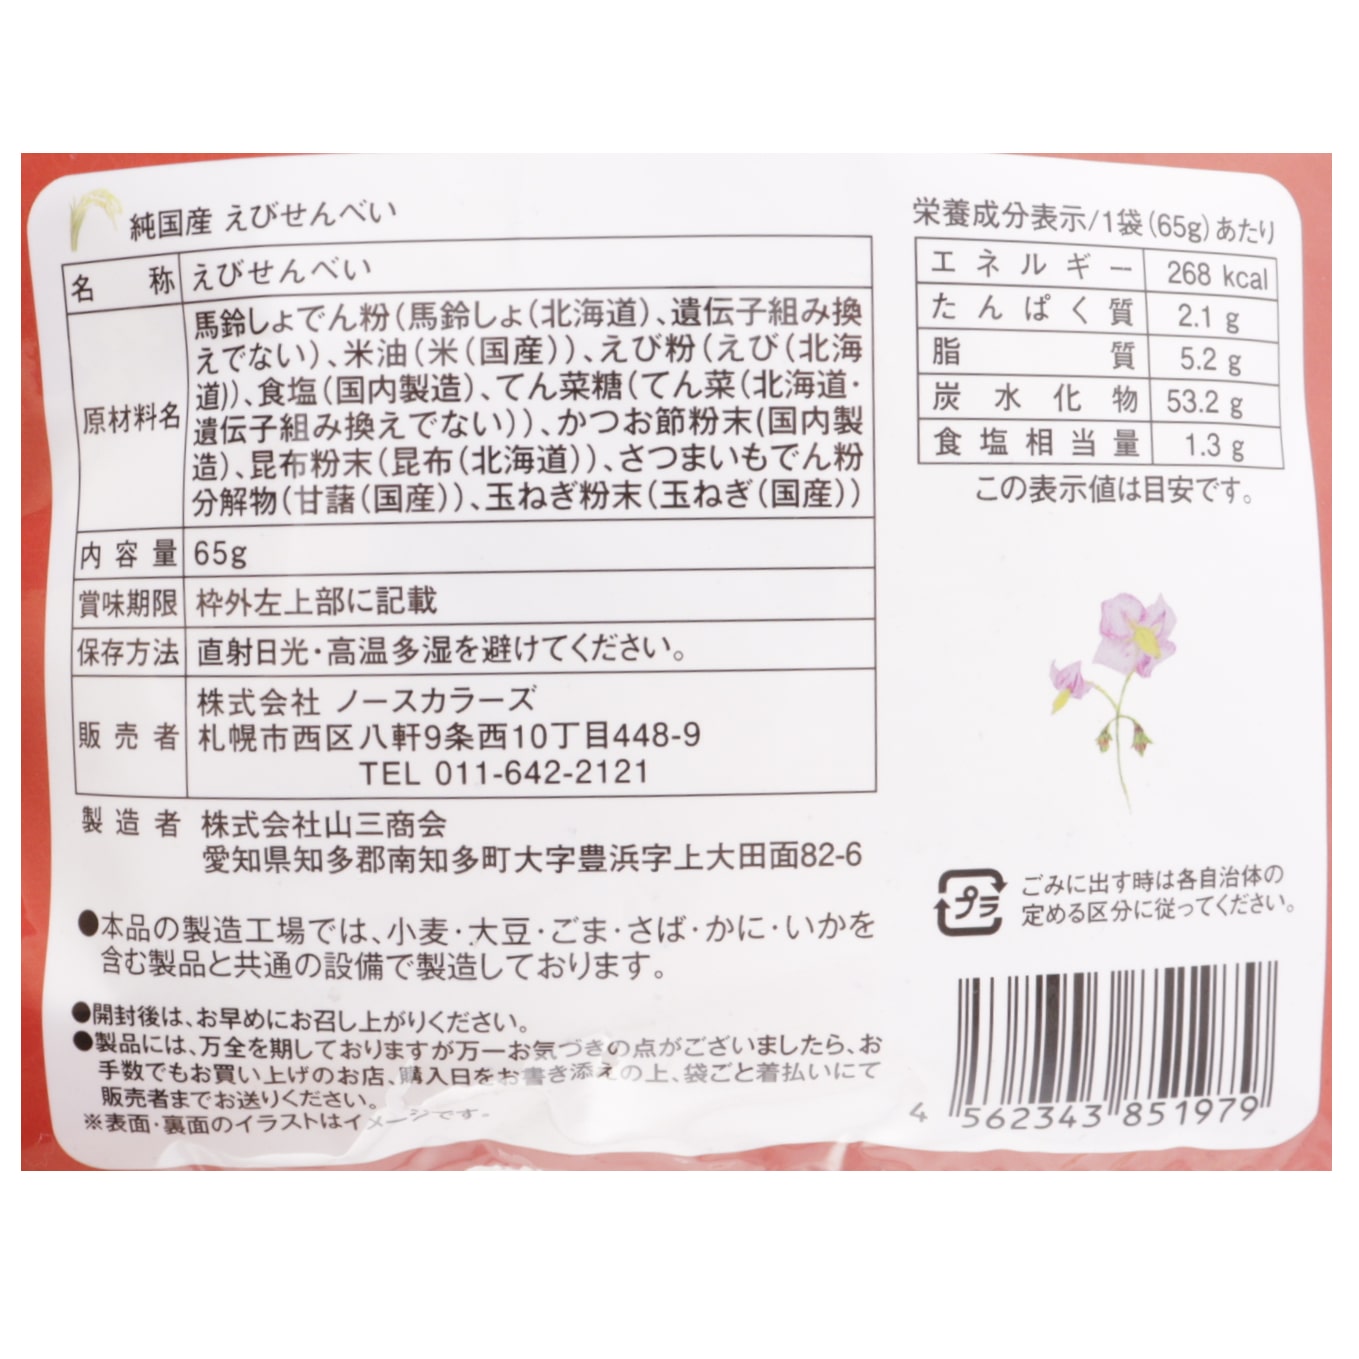 純国産 えびせんべい
名称 えびせんべい
原材料名 馬鈴しょでん粉(馬鈴しょ(北海道)、遺伝子組み換
えでない)、米油(米(国産))、えび粉(えび(北海
道))、食塩(国内製造)、てん菜糖(てん菜(北海道・
遺伝子組み換えでない))、かつお節粉末(国内製
造)、昆布粉末(昆布(北海道))、さつまいもでん粉
分解物(甘藷(国産))、玉ねぎ粉末(玉ねぎ(国産))
内容量 65g
賞味期限 枠外左上部に記載
保存方法 直射日光・高温多湿を避けてください。
販売者 株式会社 ノースカラーズ
札幌市西区八軒9条西10丁目448-9
TEL 011-642-2121
製造者 株式会社山三商会
愛知県知多郡南知多町大字豊浜字上大田面82-6
●本品の製造工場では、小麦・大豆・ごま・さば・かに・いかを
含む製品と共通の設備で製造しております。
●開封後は、お早めにお召し上がりください。
●製品には、万全を期しておりますが万一お気づきの点がございましたら、お
手数でもお買い上げのお店、購入日をお書き添えの上、袋ごと着払いにて
販売者までお送りください。
※表面・裏面のイラストはイメージです。
栄養成分表示/1袋(65g)あたり
エネルギー 268 kcal
たんぱく質 2.1 g
脂質 5.2 g
炭水化物 53.2 g
食塩相当量 1.3 g
この表示値は目安です。
プラ
ごみに出す時は各自治体の
定める区分に従ってください。
4 562343 851979